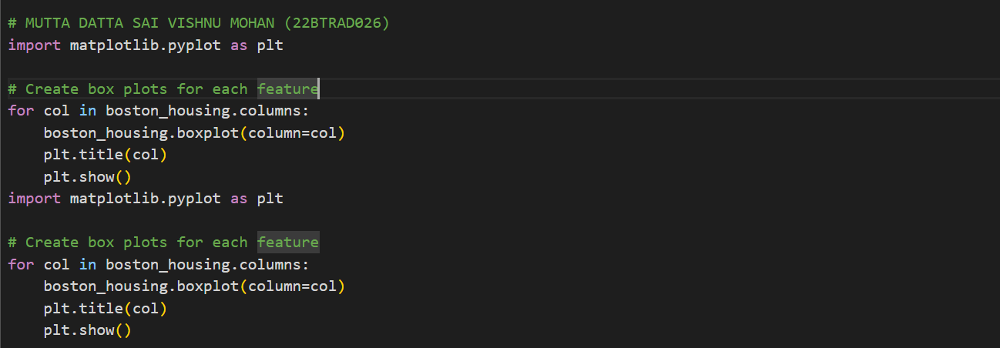 # MUTTA DATTA SAI VISHNU MOHAN (22BTRAD026)
import matplotlib.pyplot as plt

# Create box plots for each feature
for col in boston_housing.columns:
    boston_housing.boxplot(column=col)
    plt.title(col)
    plt.show()
import matplotlib.pyplot as plt

# Create box plots for each feature
for col in boston_housing.columns:
    boston_housing.boxplot(column=col)
    plt.title(col)
    plt.show()